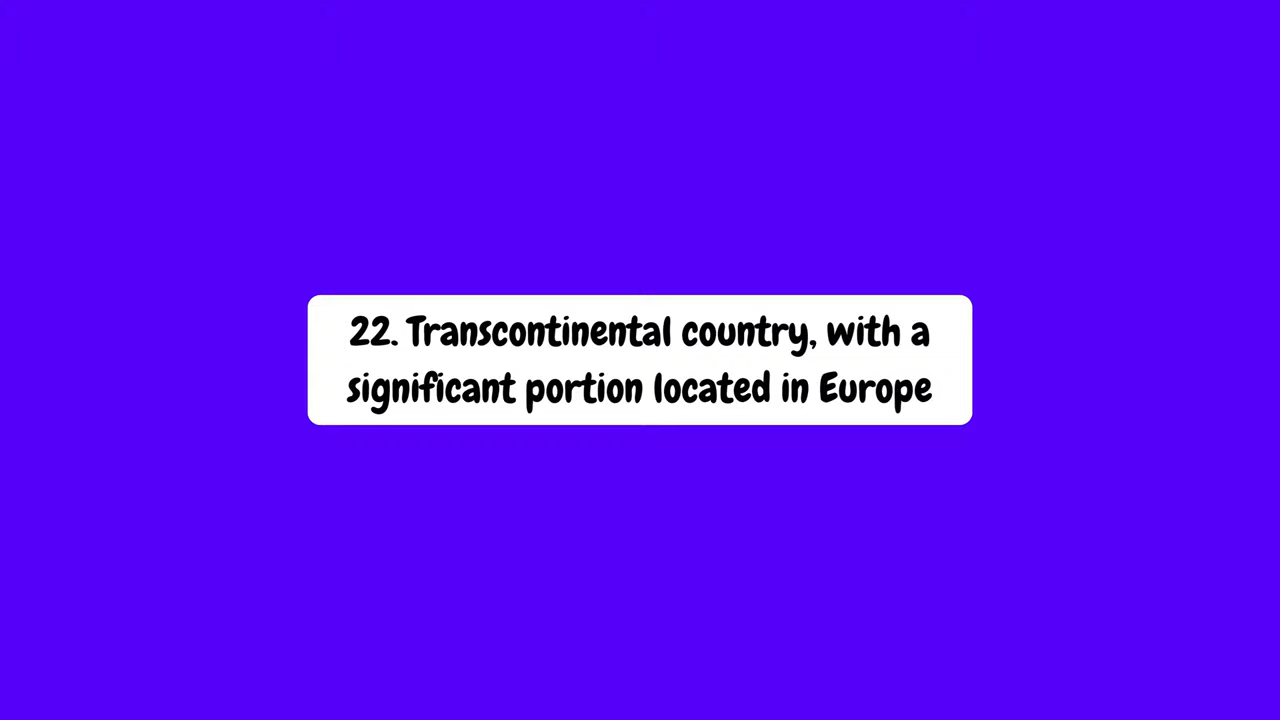 22. Transcontinental country, with a
significant portion located in Europe